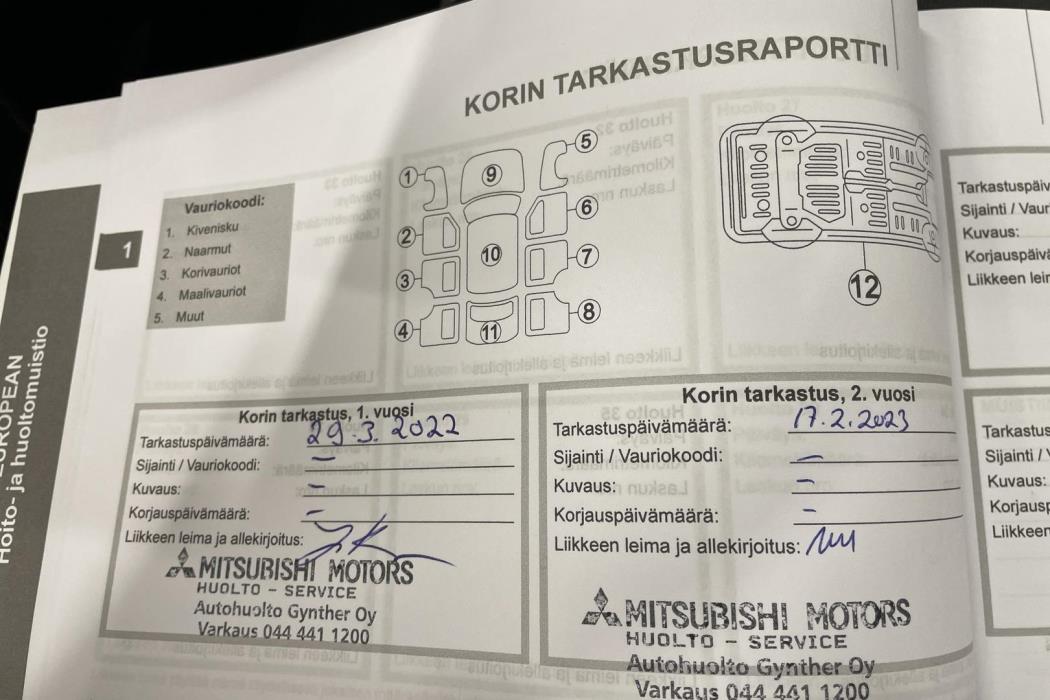 KORIN TARKASTUSRAPORTTI
Vauriokoodi:
1. Kivenisku
2. Naarmut
3. Korivauriot
4. Maalivauriot
5. Muut
1
1
2
3
4
5
6
7
8
9
10
11
12
EUROPEAN
Hoito- ja huoltomuistio
Korin tarkastus, 1. vuosi
Tarkastuspäivämäärä: 29.3. 2022
Sijainti / Vauriokoodi: –
Kuvaus: –
Korjauspäivämäärä: –
Liikkeen leima ja allekirjoitus:
MITSUBISHI MOTORS
HUOLTO - SERVICE
Autohuolto Gynther Oy
Varkaus 044 441 1200
Korin tarkastus, 2. vuosi
Tarkastuspäivämäärä: 17.2.2023
Sijainti / Vauriokoodi: –
Kuvaus: –
Korjauspäivämäärä: –
Liikkeen leima ja allekirjoitus:
MITSUBISHI MOTORS
HUOLTO - SERVICE
Autohuolto Gynther Oy
Varkaus 044 441 1200
Tarkastuspäiv
Sijainti / Vaur
Kuvaus:
Korjauspäivä
Liikkeen leir
Tarkastus
Sijainti / V
Kuvaus:
Korjausp
Liikkeen